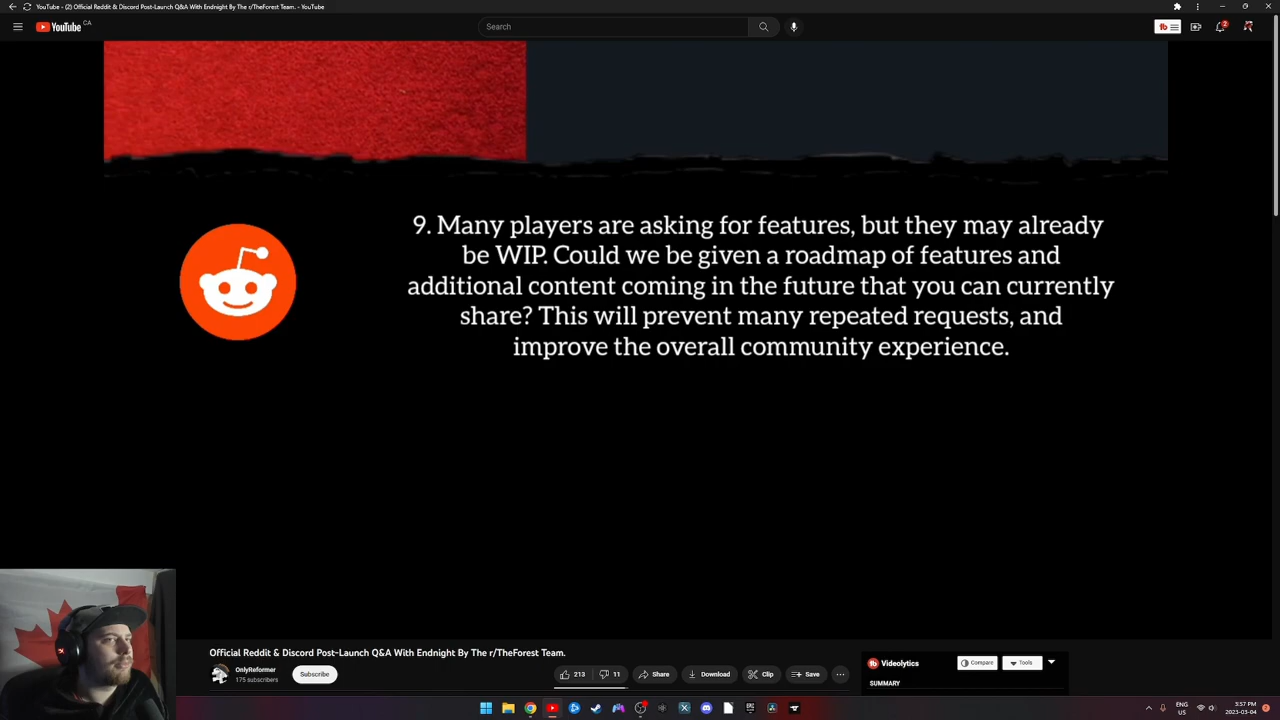 YouTube - (2) Official Reddit & Discord Post-Launch Q&A With Endnight By The r/TheForest Team. - YouTube
YouTube CA
Search
2
9. Many players are asking for features, but they may already
be WIP. Could we be given a roadmap of features and
additional content coming in the future that you can currently
share? This will prevent many repeated requests, and
improve the overall community experience.
Official Reddit & Discord Post-Launch Q&A With Endnight By The r/TheForest Team.
OnlyReformer
175 subscribers
Subscribe
213
11
Share
Download
Clip
Save
Videolytics
Compare
Tools
SUMMARY
ENG
US
3:57 PM
2023-03-04